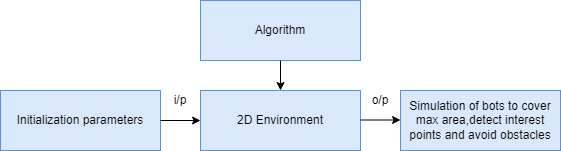 Algorithm
i/p
o/p
Initialization parameters
2D Environment
Simulation of bots to cover
max area,detect interest
points and avoid obstacles